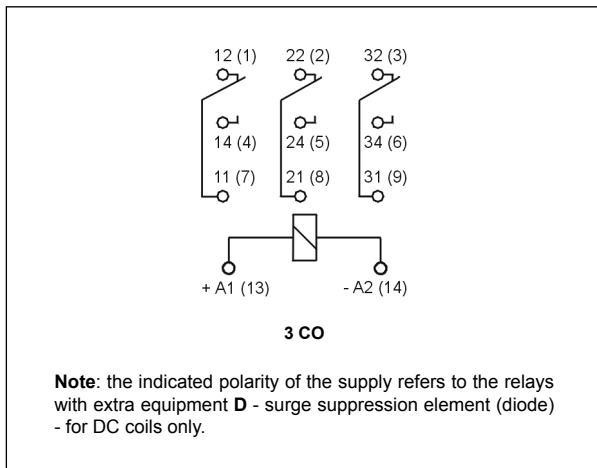 12 (1) 22 (2) 32 (3)
14 (4) 24 (5) 34 (6)
11 (7) 21 (8) 31 (9)
+ A1 (13) - A2 (14)
3 CO
Note: the indicated polarity of the supply refers to the relays
with extra equipment D - surge suppression element (diode)
- for DC coils only.